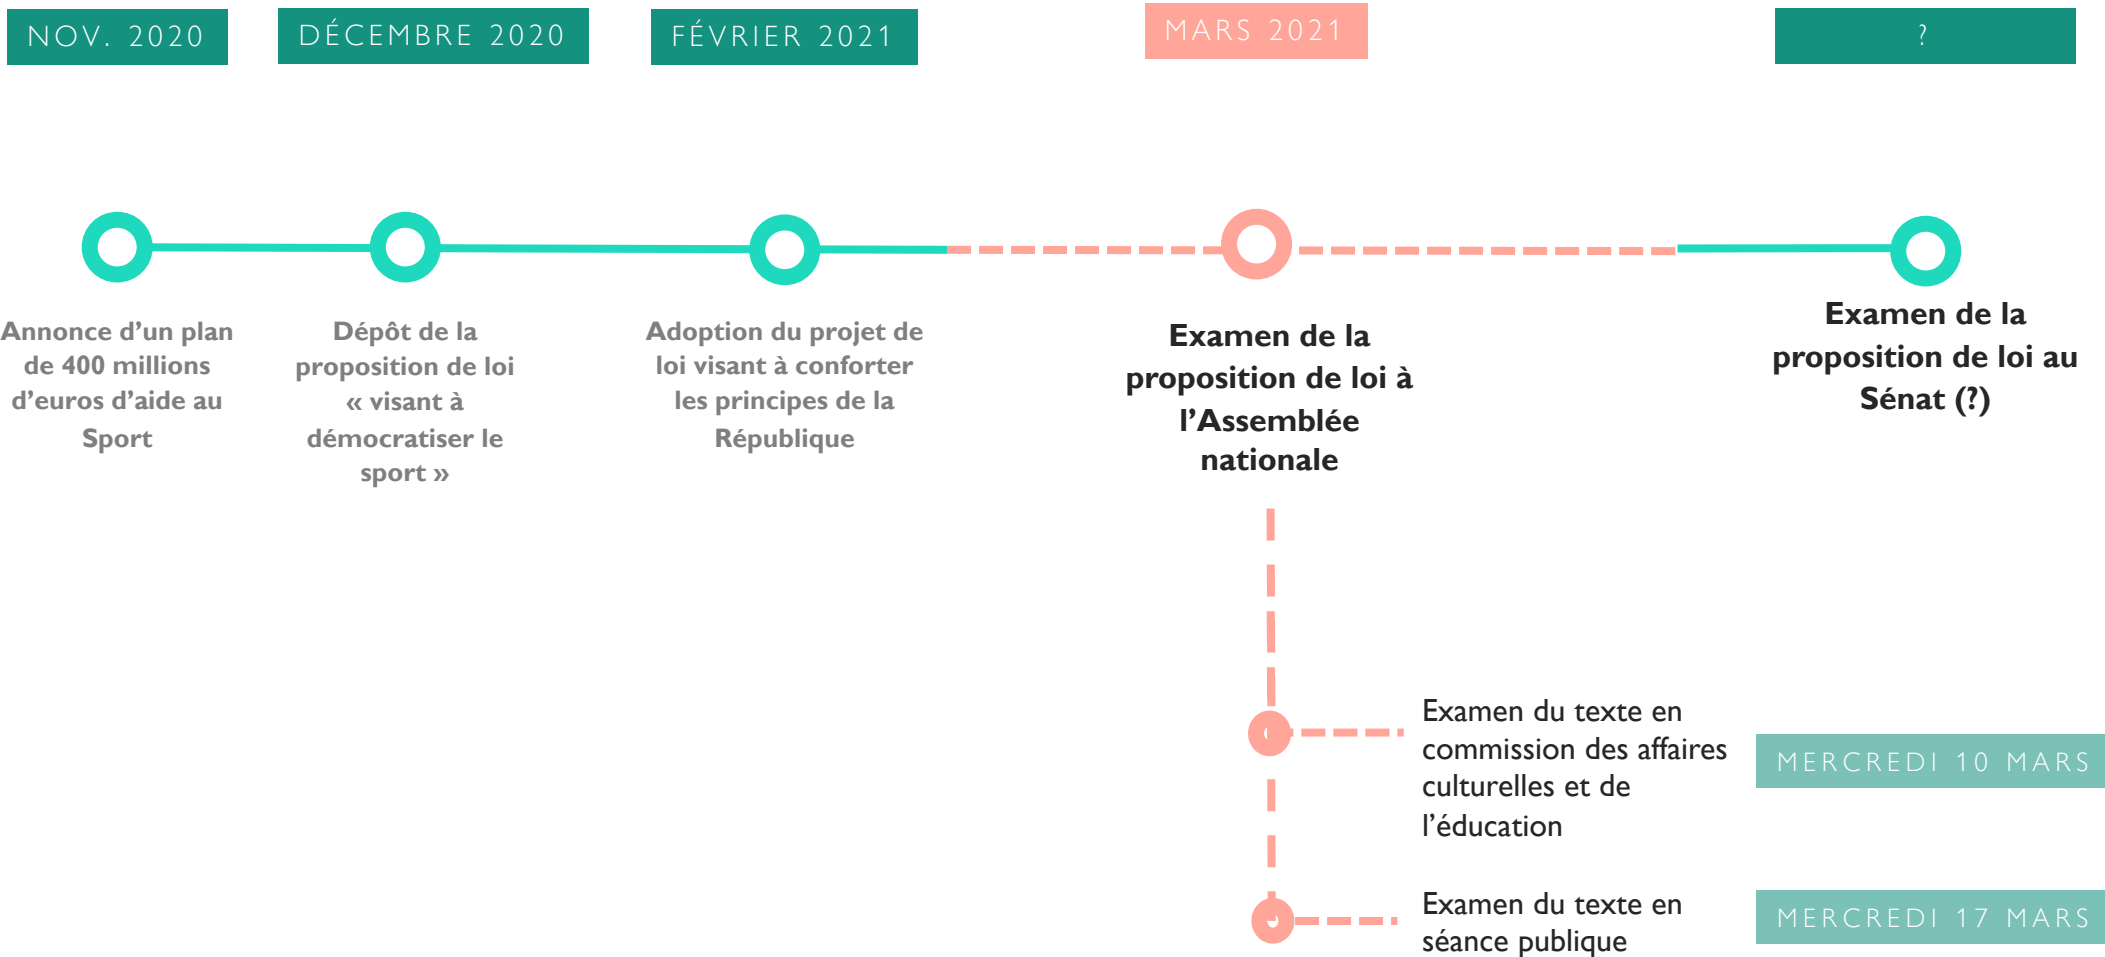 NOV. 2020
DÉCEMBRE 2020
FÉVRIER 2021
MARS 2021
?
Annonce d’un plan
de 400 millions
d’euros d’aide au
Sport
Dépôt de la
proposition de loi
« visant à
démocratiser le
sport »
Adoption du projet de
loi visant à conforter
les principes de la
République
Examen de la
proposition de loi à
l’Assemblée
nationale
Examen de la
proposition de loi au
Sénat (?)
Examen du texte en
commission des affaires
culturelles et de
l’éducation
MERCREDI 10 MARS
Examen du texte en
séance publique
MERCREDI 17 MARS